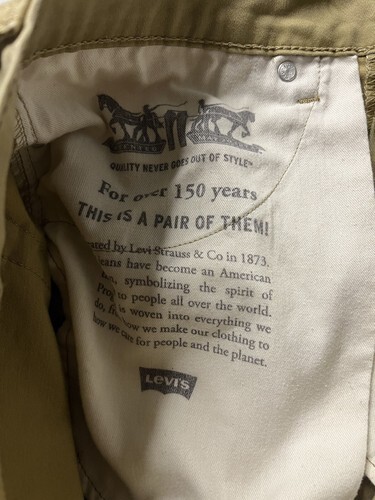 QUALITY NEVER GOES OUT OF STYLE™
For over 150 years
THIS IS A PAIR OF THEM!
by Levi Strauss & Co in 1873.
have become an American
symbolizing the spirit of
to people all over the world.
is woven into everything we
do, how we make our clothing to
how we care for people and the planet.
Levi's